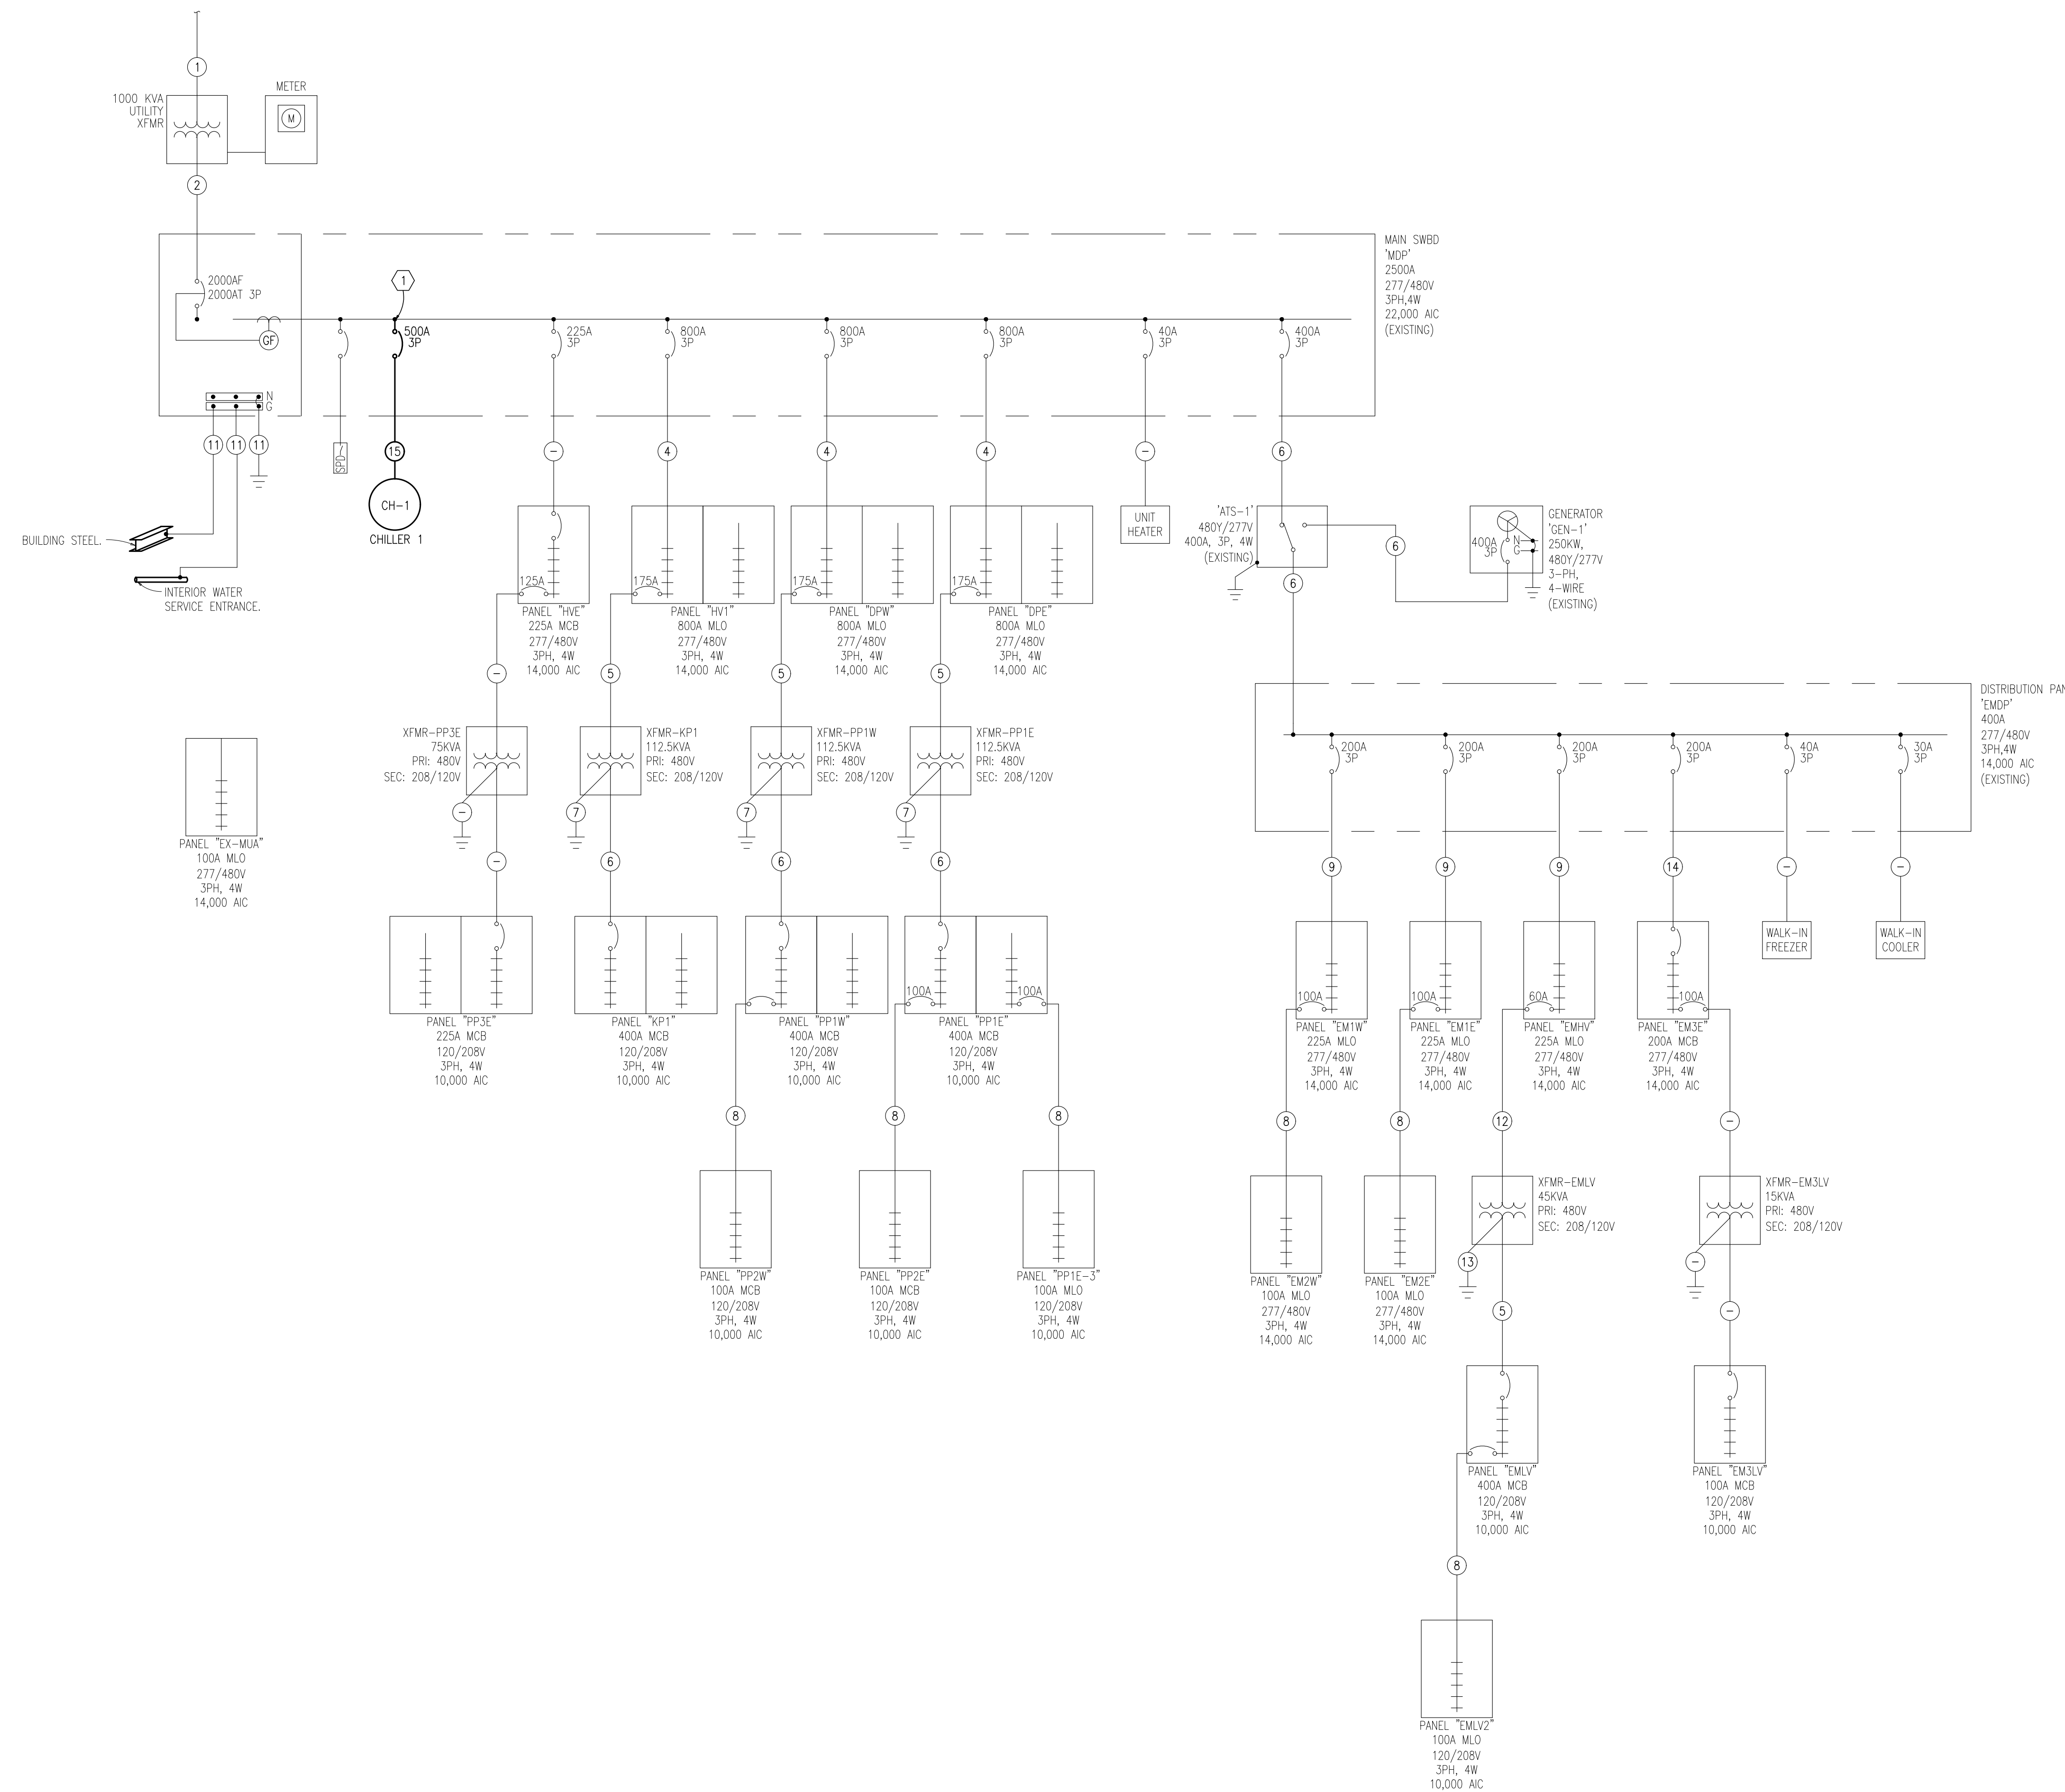 1
1000 KVA
UTILITY
XFMR
METER
M
2
2000AF
2000AT 3P
GF
N
G
1
500A
3P
225A
3P
800A
3P
800A
3P
800A
3P
40A
3P
400A
3P
MAIN SWBD
'MDP'
2500A
277/480V
3PH,4W
22,000 AIC
(EXISTING)
11
11
11
SPD
15
-
4
4
4
-
6
BUILDING STEEL.
INTERIOR WATER
SERVICE ENTRANCE.
CH-1
CHILLER 1
125A
PANEL "HVE"
225A MCB
277/480V
3PH, 4W
14,000 AIC
175A
PANEL "HV1"
800A MLO
277/480V
3PH, 4W
14,000 AIC
175A
PANEL "DPW"
800A MLO
277/480V
3PH, 4W
14,000 AIC
175A
PANEL "DPE"
800A MLO
277/480V
3PH, 4W
14,000 AIC
UNIT
HEATER
'ATS-1'
480Y/277V
400A, 3P, 4W
(EXISTING)
6
6
400A
3P
N
G
GENERATOR
'GEN-1'
250KW,
480Y/277V
3-PH,
4-WIRE
(EXISTING)
-
5
5
5
XFMR-PP3E
75KVA
PRI: 480V
SEC: 208/120V
XFMR-KP1
112.5KVA
PRI: 480V
SEC: 208/120V
XFMR-PP1W
112.5KVA
PRI: 480V
SEC: 208/120V
XFMR-PP1E
112.5KVA
PRI: 480V
SEC: 208/120V
-
7
7
7
-
6
6
6
PANEL "EX-MUA"
100A MLO
277/480V
3PH, 4W
14,000 AIC
200A
3P
200A
3P
200A
3P
200A
3P
40A
3P
30A
3P
DISTRIBUTION PAN
'EMDP'
400A
277/480V
3PH,4W
14,000 AIC
(EXISTING)
9
9
9
14
-
-
PANEL "PP3E"
225A MCB
120/208V
3PH, 4W
10,000 AIC
PANEL "KP1"
400A MCB
120/208V
3PH, 4W
10,000 AIC
PANEL "PP1W"
400A MCB
120/208V
3PH, 4W
10,000 AIC
100A
100A
PANEL "PP1E"
400A MCB
120/208V
3PH, 4W
10,000 AIC
100A
PANEL "EM1W"
225A MLO
277/480V
3PH, 4W
14,000 AIC
100A
PANEL "EM1E"
225A MLO
277/480V
3PH, 4W
14,000 AIC
60A
PANEL "EMHV"
225A MLO
277/480V
3PH, 4W
14,000 AIC
100A
PANEL "EM3E"
200A MCB
277/480V
3PH, 4W
14,000 AIC
WALK-IN
FREEZER
WALK-IN
COOLER
8
8
8
8
8
12
-
PANEL "PP2W"
100A MCB
120/208V
3PH, 4W
10,000 AIC
PANEL "PP2E"
100A MCB
120/208V
3PH, 4W
10,000 AIC
PANEL "PP1E-3"
100A MLO
120/208V
3PH, 4W
10,000 AIC
PANEL "EM2W"
100A MLO
277/480V
3PH, 4W
14,000 AIC
PANEL "EM2E"
100A MLO
277/480V
3PH, 4W
14,000 AIC
XFMR-EMLV
45KVA
PRI: 480V
SEC: 208/120V
XFMR-EM3LV
15KVA
PRI: 480V
SEC: 208/120V
13
-
5
-
PANEL "EMLV"
400A MCB
120/208V
3PH, 4W
10,000 AIC
PANEL "EM3LV"
100A MCB
120/208V
3PH, 4W
10,000 AIC
8
PANEL "EMLV2"
100A MLO
120/208V
3PH, 4W
10,000 AIC